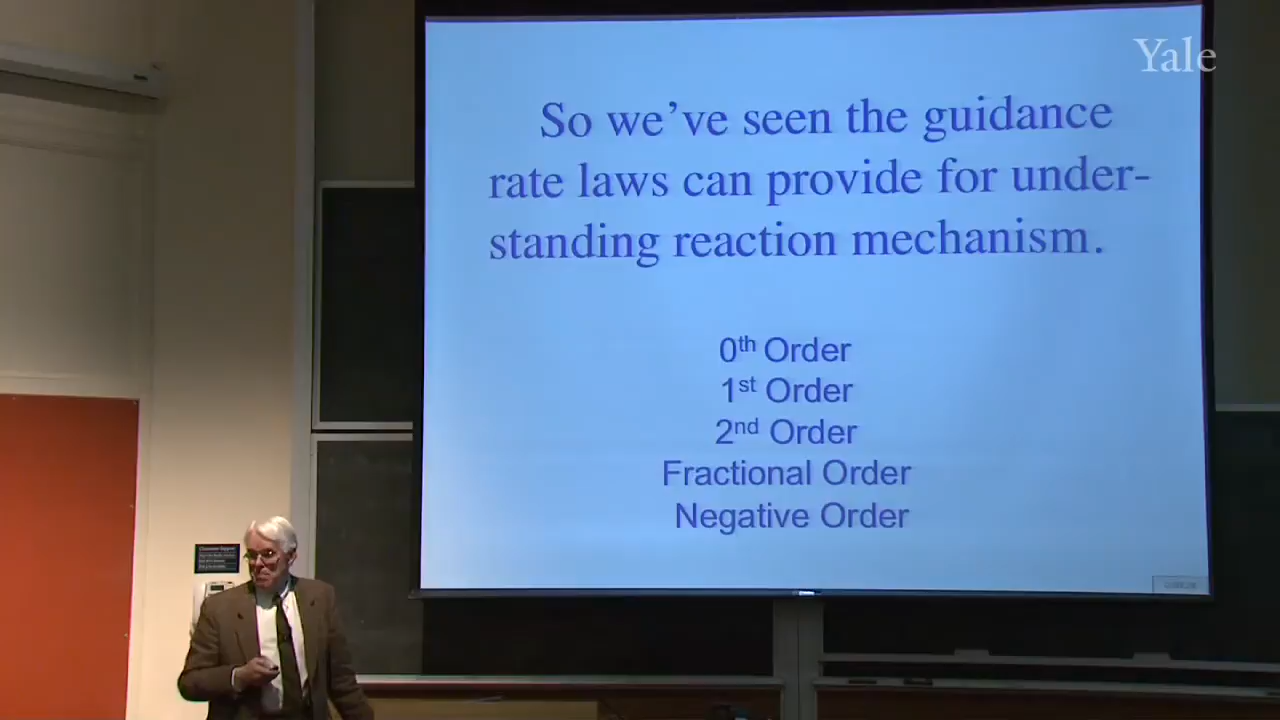 Yale
So we've seen the guidance
rate laws can provide for under-
standing reaction mechanism.
0th Order
1st Order
2nd Order
Fractional Order
Negative Order